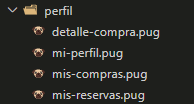 perfil
detalle-compra.pug
mi-perfil.pug
mis-compras.pug
mis-reservas.pug